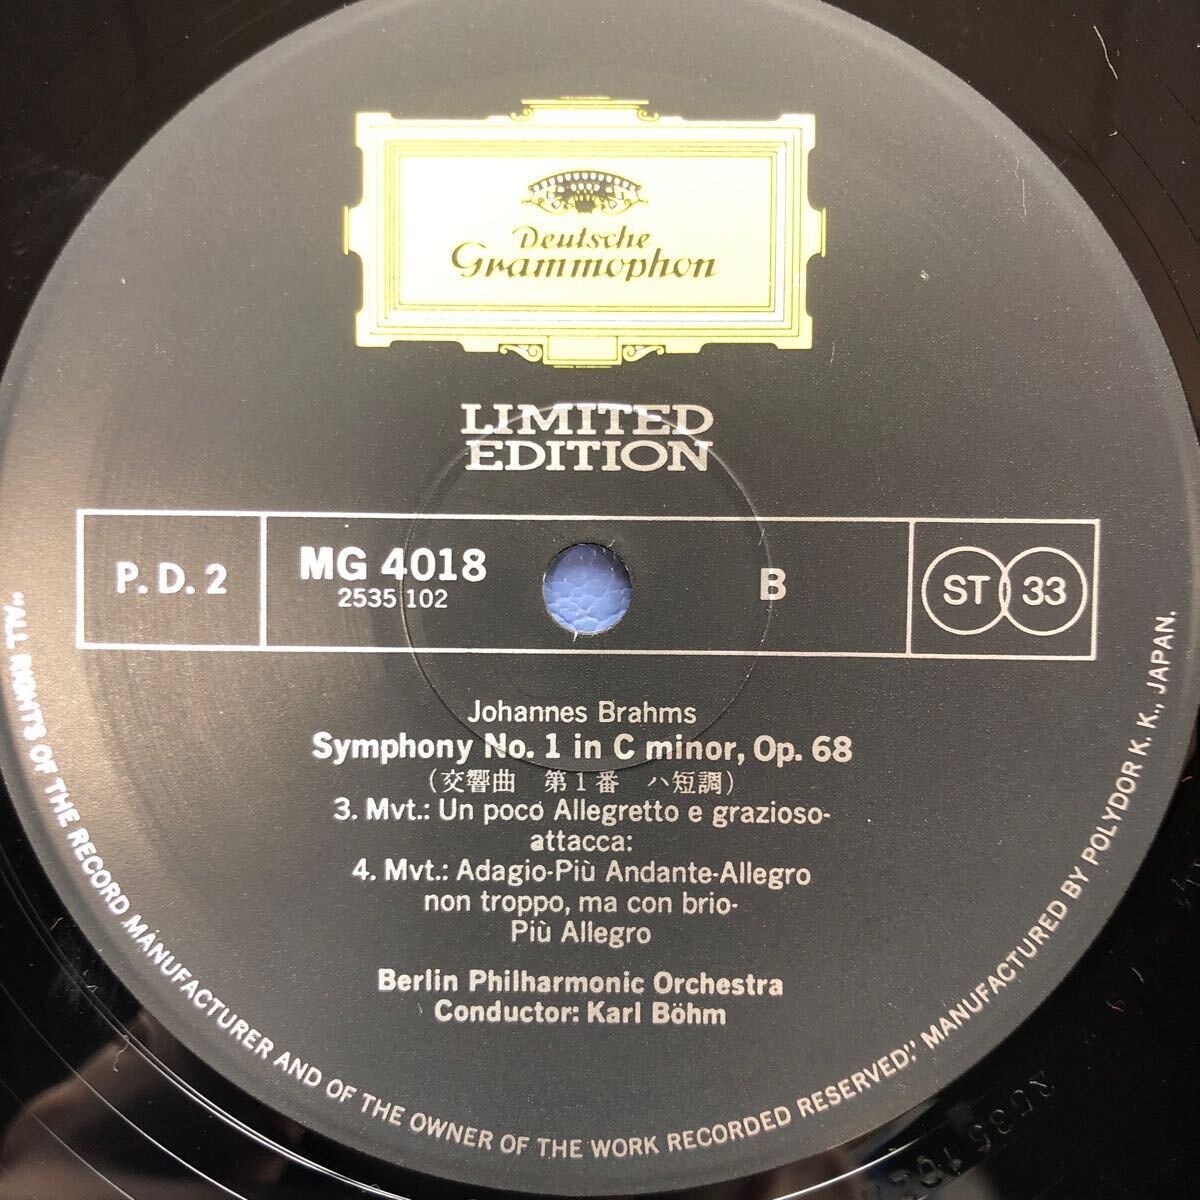 Deutsche
Grammophon
LIMITED
EDITION
P. D. 2
MG 4018
2535 102
B
ST 33
Johannes Brahms
Symphony No. 1 in C minor, Op. 68
(交響曲　第1番　ハ短調)
3. Mvt.: Un poco Allegretto e grazioso-
attacca:
4. Mvt.: Adagio-Più Andante-Allegro
non troppo, ma con brio-
Più Allegro
Berlin Philharmonic Orchestra
Conductor: Karl Böhm
"ALL RIGHTS OF THE RECORD MANUFACTURER AND OF THE OWNER OF THE WORK RECORDED RESERVED." MANUFACTURED BY POLYDOR K. K., JAPAN.